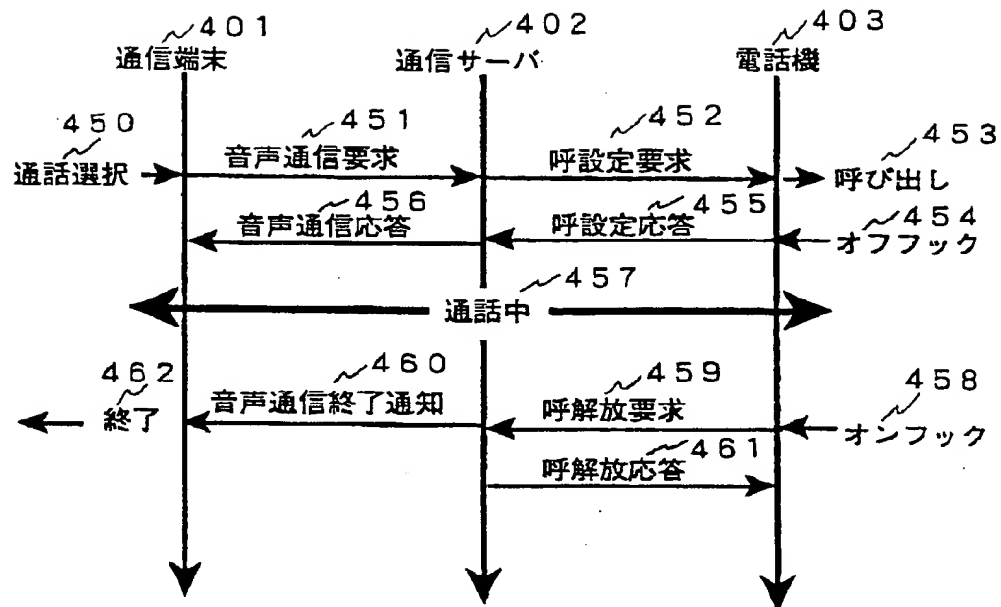 401 402 403
通信端末 通信サーバ 電話機
450 451 452 453
通話選択 音声通信要求 呼設定要求 呼び出し
456 455 454
音声通信応答 呼設定応答 オフフック
457
通話中
462 460 459 458
終了 音声通信終了通知 呼解放要求 オンフック
461
呼解放応答